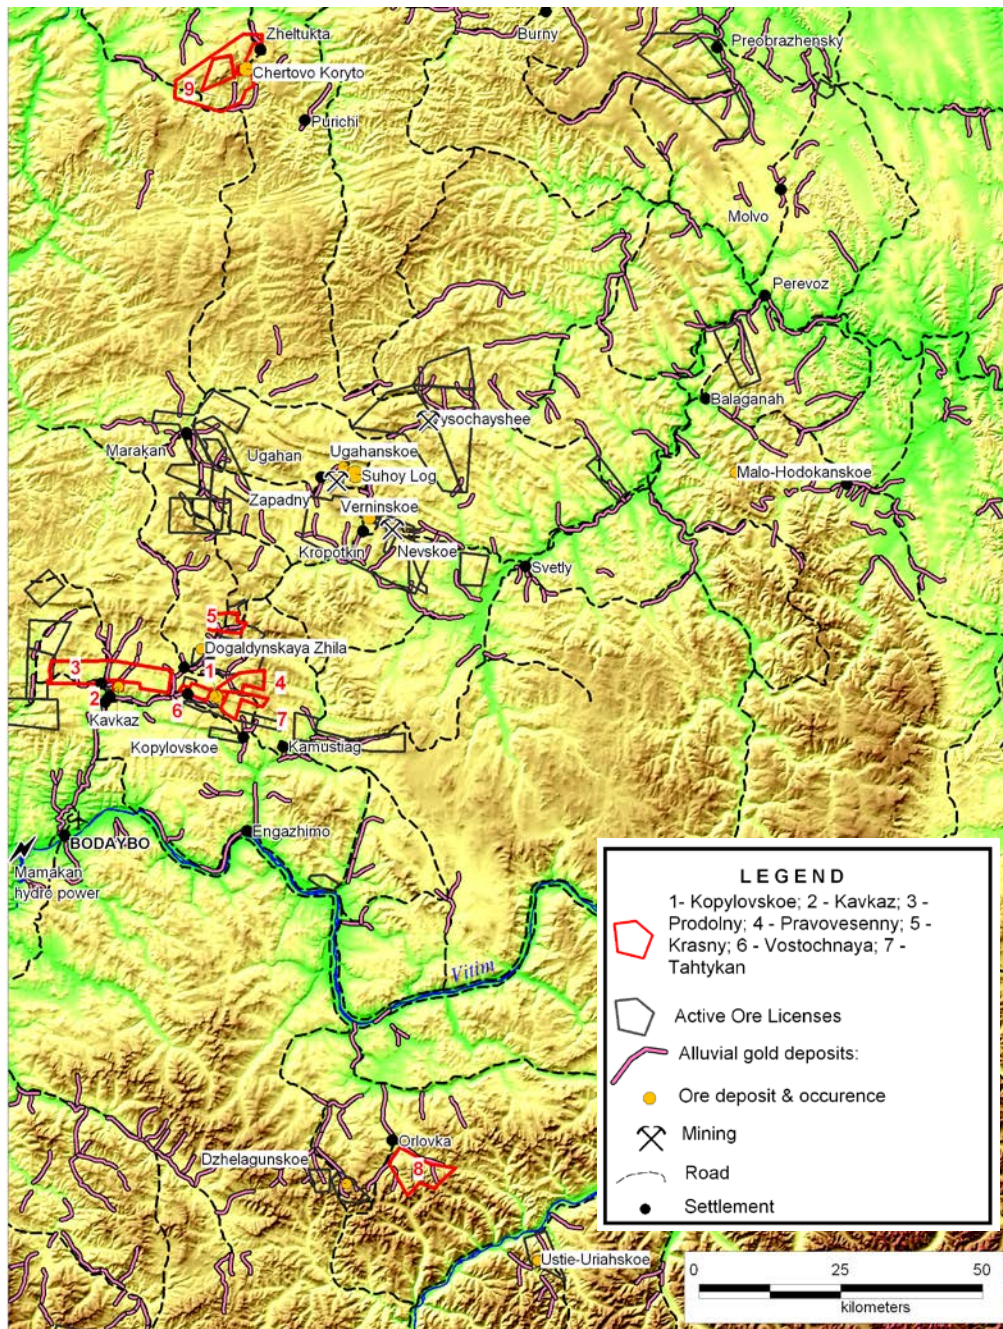 Burny
Zheltukta
Preobrazhensky
Chertovo Koryto
9
Purichi
Molvo
Perevoz
Balaganah
ysochayshee
Marakan
Ugahan
Ugahanskoe
Suhoy Log
Malo-Hodokanskoe
Zapadny
Verninskoe
Kropotkin
Nevskoe
Svetly
5
Dogaldynskaya Zhila
3
1
4
2
6
Kavkaz
7
Kopylovskoe
Kamustiag
BODAYBO
Engazhimo
Mamakan
hydro power
Vitim
LEGEND
1- Kopylovskoe; 2 - Kavkaz; 3 -
Prodolny; 4 - Pravovesenny; 5 -
Krasny; 6 - Vostochnaya; 7 -
Tahtykan
Active Ore Licenses
Alluvial gold deposits:
Ore deposit & occurence
Mining
Road
Settlement
Orlovka
Dzhelagunskoe
8
Ustie-Uriahskoe
0 25 50
kilometers